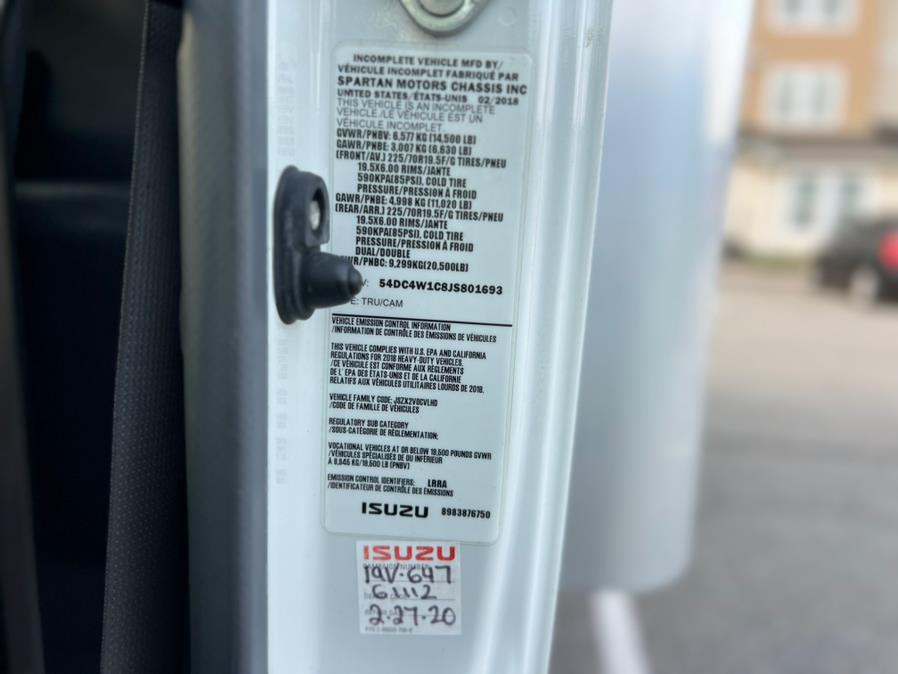 INCOMPLETE VEHICLE MFD BY/
VÉHICULE INCOMPLET FABRIQUÉ PAR
SPARTAN MOTORS CHASSIS INC
UNITED STATES/ÉTATS-UNIS 02/2018
THIS VEHICLE IS AN INCOMPLETE
VEHICLE./LE VÉHICULE EST UN
VÉHICULE INCOMPLET.
GVWR/PNBV: 6,577 KG (14,500 LB)
GAWR/PNBE: 3,007 KG (6,630 LB)
(FRONT/AV.) 225/70R19.5F/G TIRES/PNEU
19.5X6.00 RIMS/JANTE
590KPA(85PSI), COLD TIRE
PRESSURE/PRESSION À FROID
GAWR/PNBE: 4,998 KG (11,020 LB)
(REAR/ARR.) 225/70R19.5F/G TIRES/PNEU
19.5X6.00 RIMS/JANTE
590KPA(85PSI), COLD TIRE
PRESSURE/PRESSION À FROID
DUAL/DOUBLE
WR/PNBC: 9,299KG(20,500LB)
V: 54DC4W1C8JS801693
E: TRU/CAM
VEHICLE EMISSION CONTROL INFORMATION
/INFORMATION DE CONTRÔLE DES ÉMISSIONS DE VÉHICULES
THIS VEHICLE COMPLIES WITH U.S. EPA AND CALIFORNIA
REGULATIONS FOR 2018 HEAVY-DUTY VEHICLES.
/CE VÉHICULE EST CONFORME AUX RÈGLEMENTS
DE L' EPA DES ÉTATS-UNIS ET DE LA CALIFORNIE
RELATIFS AUX VÉHICULES UTILITAIRES LOURDS DE 2018.
VEHICLE FAMILY CODE: JSZX2VOCVLHD
/CODE DE FAMILLE DE VÉHICULES
REGULATORY SUB CATEGORY
/SOUS-CATÉGORIE DE RÉGLEMENTATION:
VOCATIONAL VEHICLES AT OR BELOW 19,500 POUNDS GVWR
/VÉHICULES SPÉCIALISÉS DE OU INFÉRIEUR
À 8,845 KG/19,500 LB (PNBV)
EMISSION CONTROL IDENTIFIERS: LRRA
/IDENTIFICATEUR DE CONTRÔLE DES ÉMISSIONS
ISUZU 8983876750
ISUZU
CAMPAIGN NUMBER
19V-647
61112
2-27-20